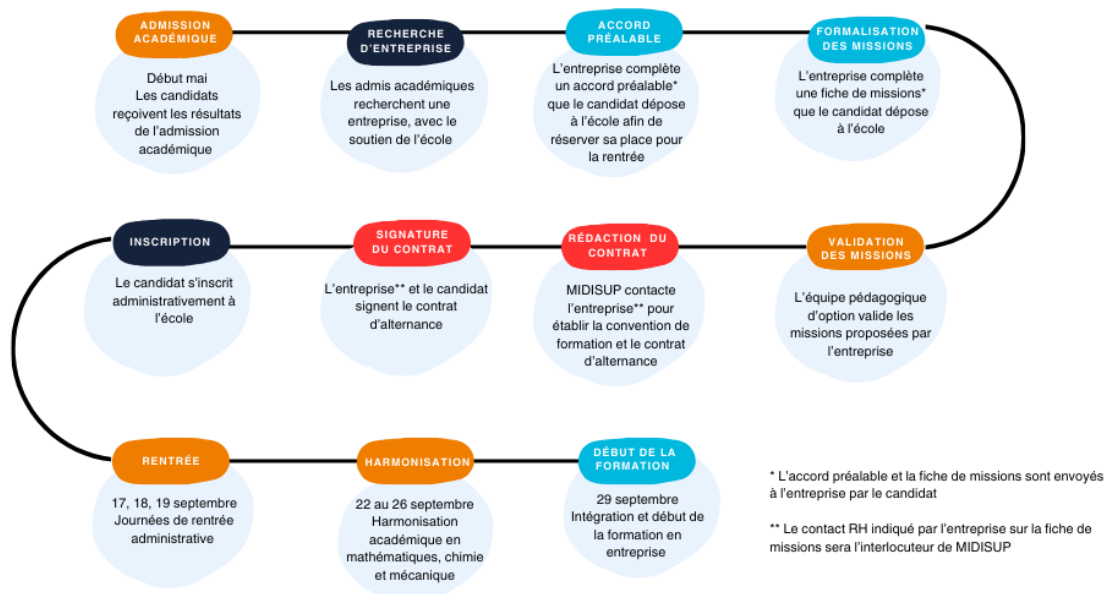 ADMISSION
ACADÉMIQUE
Début mai
Les candidats
reçoivent les résultats
de l'admission
académique
RECHERCHE
D'ENTREPRISE
Les admis académiques
recherchent une
entreprise, avec le
soutien de l'école
ACCORD
PRÉALABLE
L'entreprise complète
un accord préalable*
que le candidat dépose
à l'école afin de
réserver sa place pour
la rentrée
FORMALISATION
DES MISSIONS
L'entreprise complète
une fiche de missions*
que le candidat dépose
à l'école
VALIDATION
DES MISSIONS
L'équipe pédagogique
d'option valide les
missions proposées par
l'entreprise
RÉDACTION DU
CONTRAT
MIDISUP contacte
l'entreprise** pour
établir la convention de
formation et le contrat
d'alternance
SIGNATURE
DU CONTRAT
L'entreprise** et le candidat
signent le contrat
d'alternance
INSCRIPTION
Le candidat s'inscrit
administrativement à
l'école
RENTRÉE
17, 18, 19 septembre
Journées de rentrée
administrative
HARMONISATION
22 au 26 septembre
Harmonisation
académique en
mathématiques, chimie
et mécanique
DÉBUT DE LA
FORMATION
29 septembre
Intégration et début de
la formation en
entreprise
* L'accord préalable et la fiche de missions sont envoyés
à l'entreprise par le candidat
** Le contact RH indiqué par l'entreprise sur la fiche de
missions sera l'interlocuteur de MIDISUP